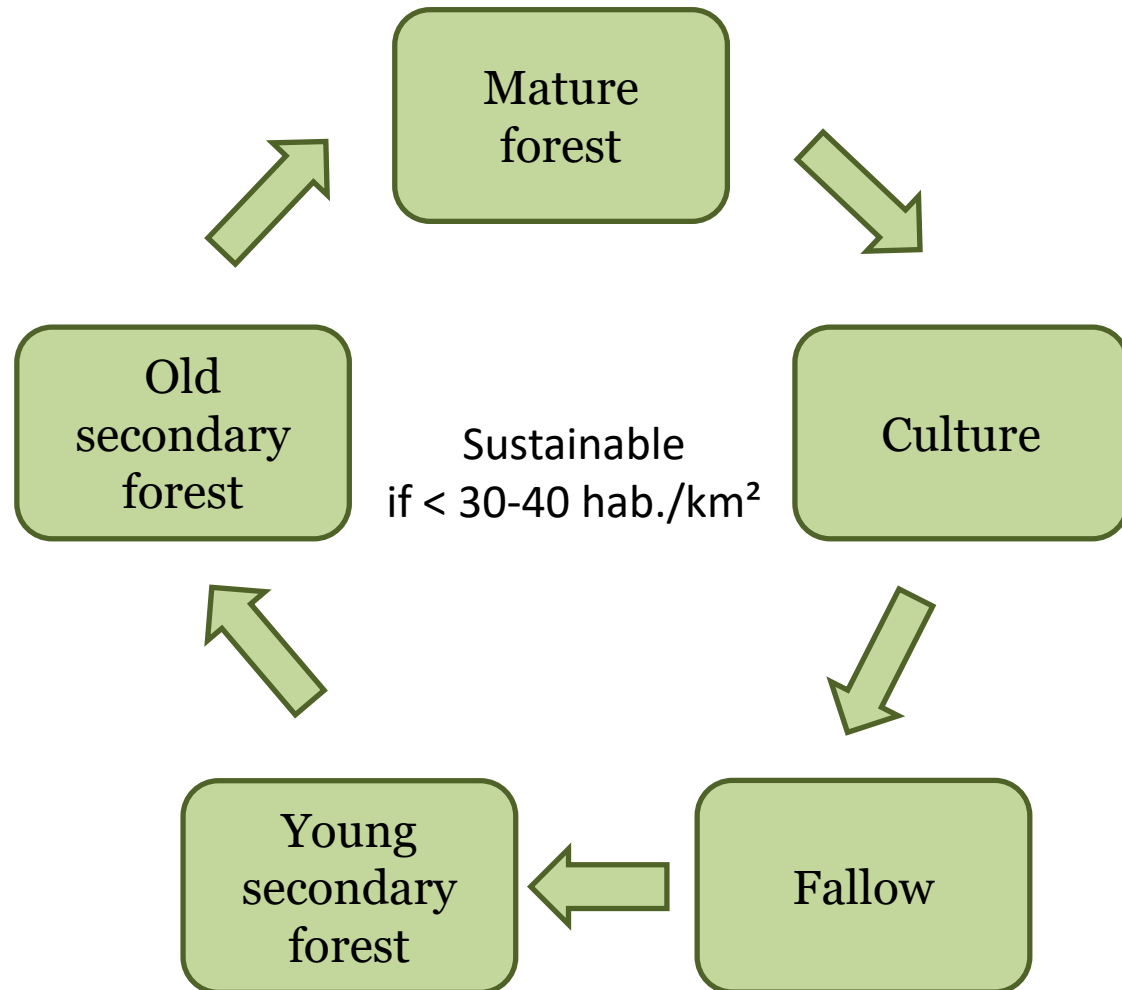 Mature
forest
Culture
Fallow
Young
secondary
forest
Old
secondary
forest
Sustainable
if < 30-40 hab./km²